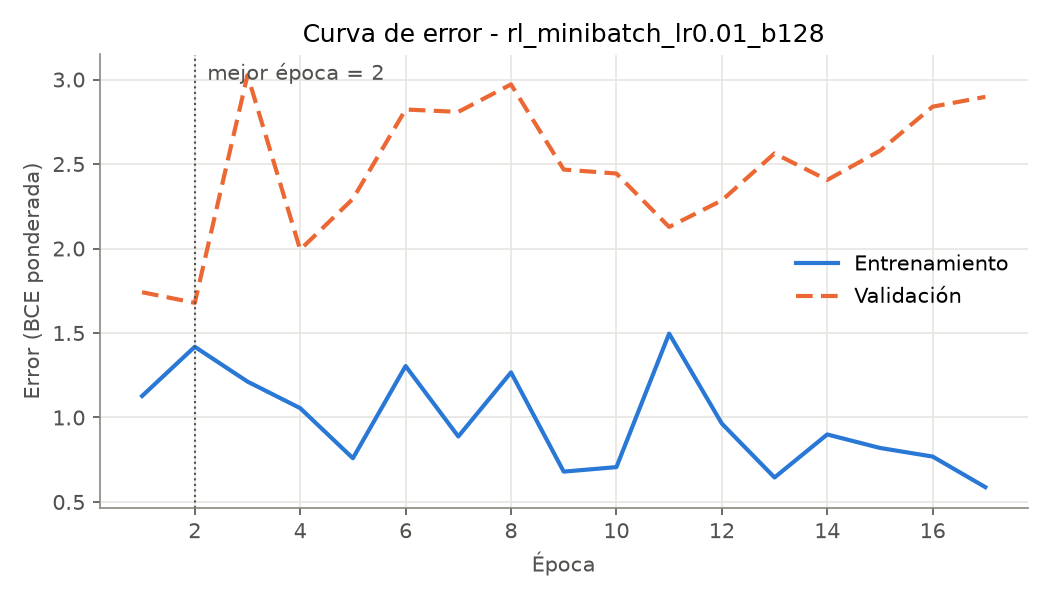 Curva de error - rl_minibatch_lr0.01_b128
mejor época = 2
3.0
2.5
2.0
1.5
1.0
0.5
Error (BCE ponderada)
Entrenamiento
Validación
2 4 6 8 10 12 14 16
Época